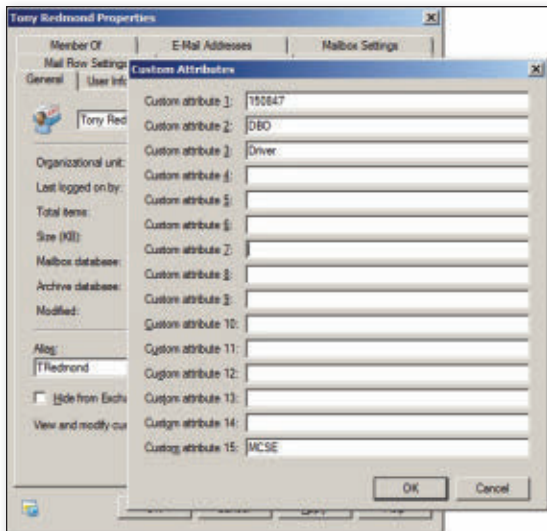 Tony Redmond Properties
Member Of
E-Mail Addresses
Mailbox Settings
Mail Flow Settings
General
User Info
Custom Attributes
Tony Red
Custom attribute 1: 150847
Custom attribute 2: DBO
Custom attribute 3: Driver
Custom attribute 4:
Custom attribute 5:
Custom attribute 6:
Custom attribute 7:
Custom attribute 8:
Custom attribute 9:
Custom attribute 10:
Custom attribute 11:
Custom attribute 12:
Custom attribute 13:
Custom attribute 14:
Custom attribute 15: MCSE
Organizational unit:
Last logged on by:
Total items:
Size (KB):
Mailbox database:
Archive database:
Modified:
Alias:
TRedmond
Hide from Excha
View and modify cus
OK
Cancel